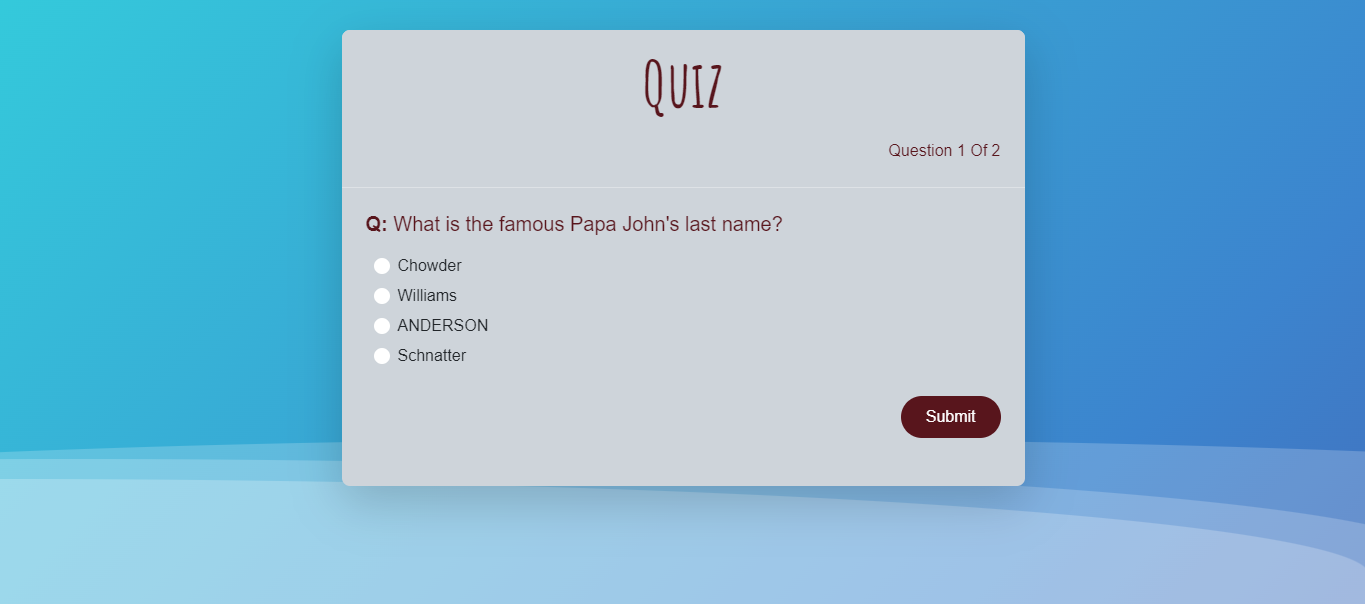 Quiz
Question 1 Of 2
Q: What is the famous Papa John's last name?
Chowder
Williams
ANDERSON
Schnatter
Submit